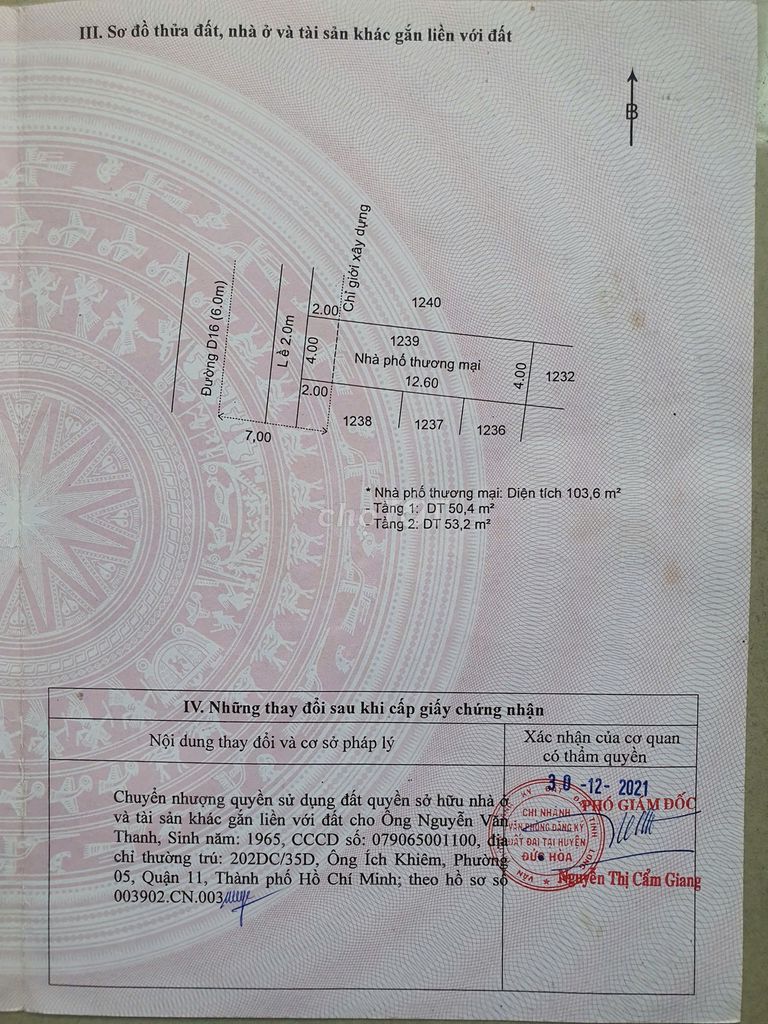 III. Sơ đồ thửa đất, nhà ở và tài sản khác gắn liền với đất
B
Đường D16 (6.0m)
Lề 2.0m
Chỉ giới xây dựng
2.00
1240
4.00
1239
Nhà phố thương mại
12.60
4.00
1232
2.00
1238
1237
1236
7,00
* Nhà phố thương mại: Diện tích 103,6 m²
- Tầng 1: DT 50,4 m²
- Tầng 2: DT 53,2 m²
IV. Những thay đổi sau khi cấp giấy chứng nhận
Nội dung thay đổi và cơ sở pháp lý
Xác nhận của cơ quan
có thẩm quyền
Chuyển nhượng quyền sử dụng đất quyền sở hữu nhà ở
và tài sản khác gắn liền với đất cho Ông Nguyễn Văn
Thanh, Sinh năm: 1965, CCCD số: 079065001100, địa
chỉ thường trú: 202DC/35D, Ông Ích Khiêm, Phường
05, Quận 11, Thành phố Hồ Chí Minh; theo hồ sơ số
003902.CN.003
30 -12- 2021
PHÓ GIÁM ĐỐC
CHI NHÁNH
VĂN PHÒNG ĐĂNG KÝ
ĐẤT ĐAI TẠI HUYỆN
ĐỨC HÒA
Nguyễn Thị Cẩm Giang